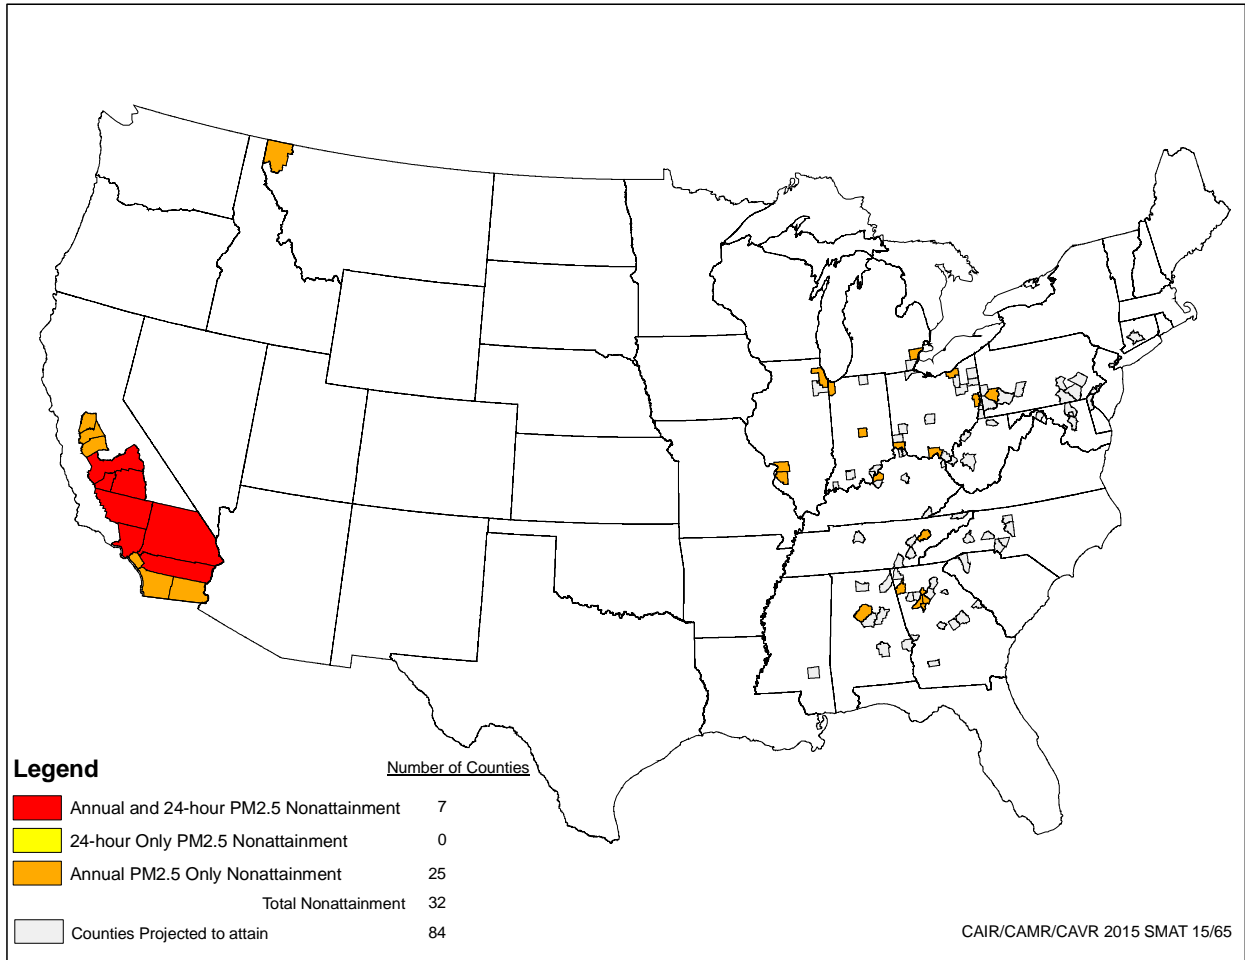 Legend
Number of Counties
Annual and 24-hour PM2.5 Nonattainment 7
24-hour Only PM2.5 Nonattainment 0
Annual PM2.5 Only Nonattainment 25
Total Nonattainment 32
Counties Projected to attain 84
CAIR/CAMR/CAVR 2015 SMAT 15/65